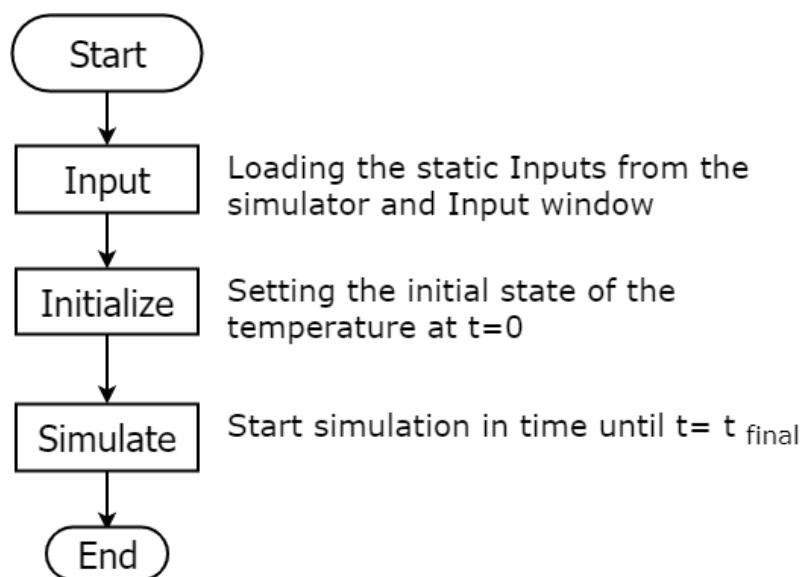 Start
Input
Loading the static Inputs from the
simulator and Input window
Initialize
Setting the initial state of the
temperature at t=0
Simulate
Start simulation in time until t= t final
End